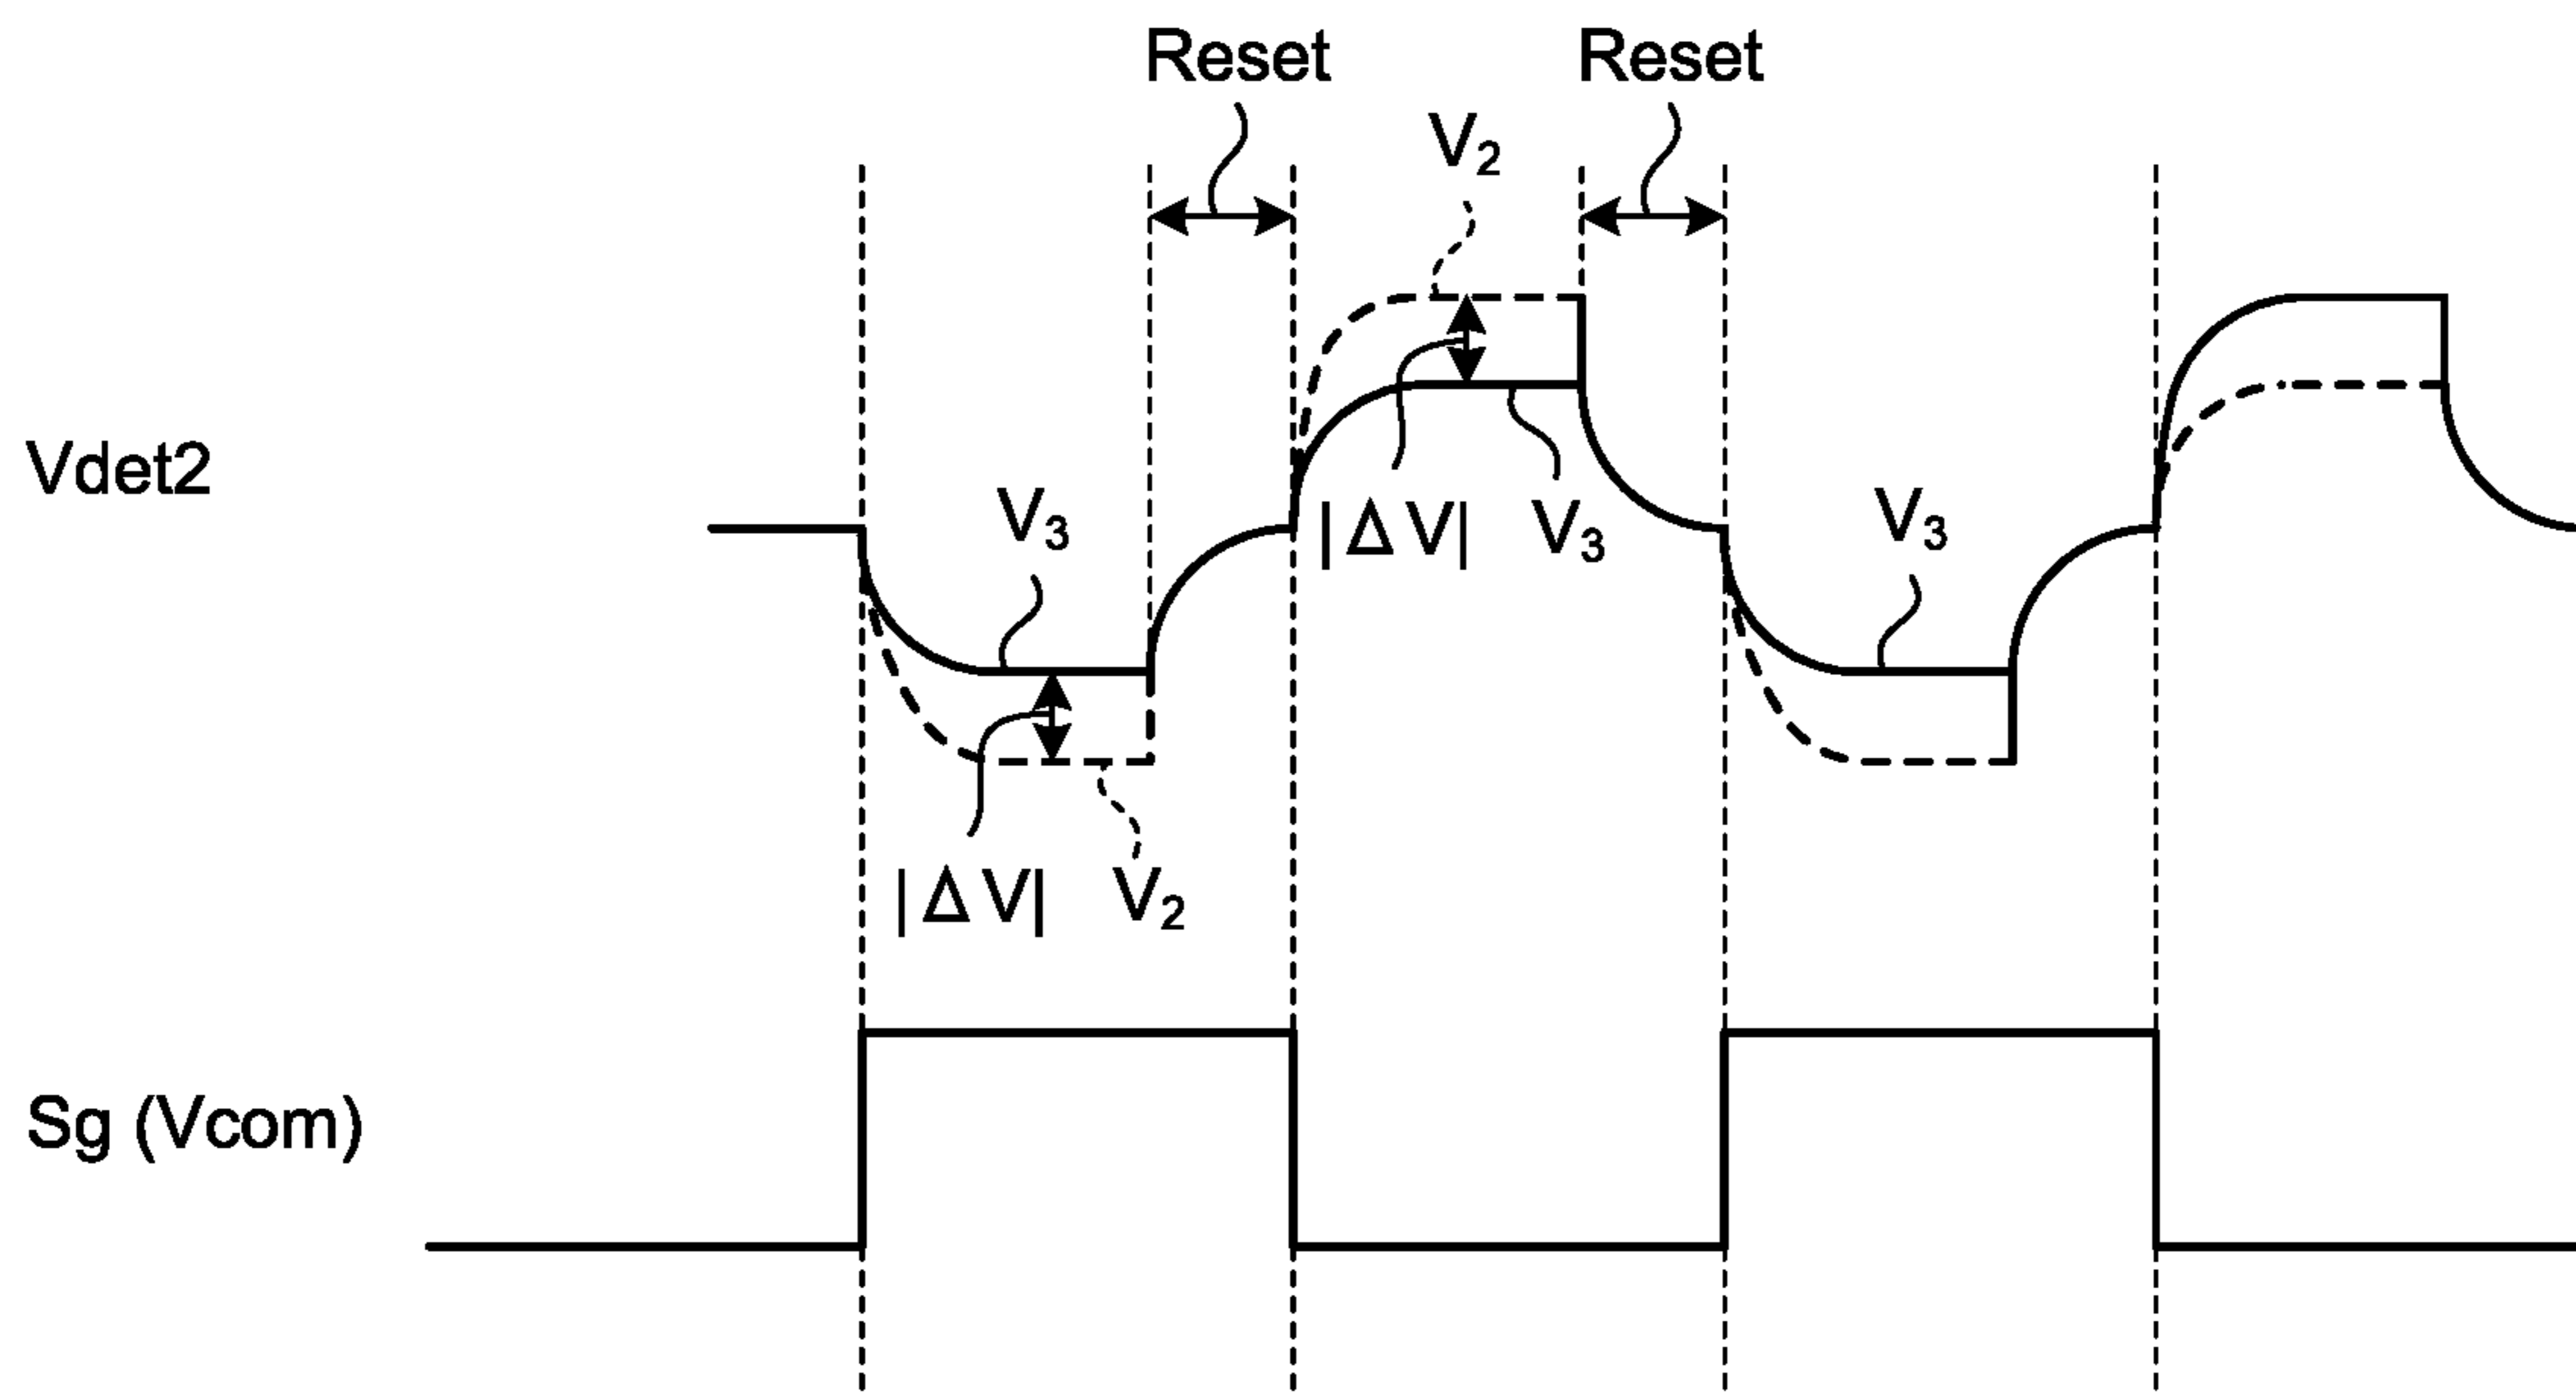 Reset Reset
V₂
Vdet2
V₃ |ΔV| V₃ V₃
|ΔV| V₂
Sg (Vcom)